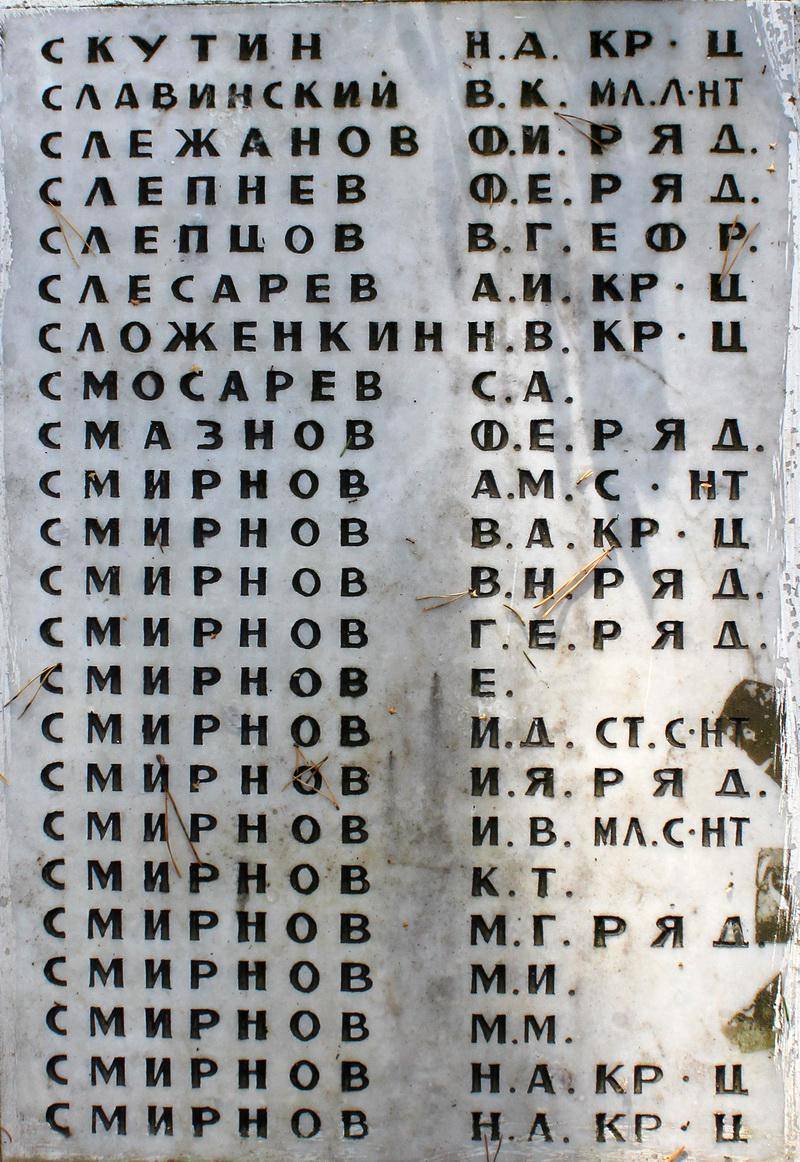 СКУТИН Н.Д. КР·Ц
СЛАВИНСКИЙ В.К. МЛ.Л·НТ
СЛЕЖАНОВ Ф.И. РЯД.
СЛЕПНЕВ Ф.Е. РЯД.
СЛЕПЦОВ В.Г. ЕФР.
СЛЕСАРЕВ А.И. КР·Ц
СЛОЖЕНКИН Н.В. КР·Ц
СМОСАРЕВ С.А.
СМАЗНОВ Ф.Е. РЯД.
СМИРНОВ А.М. С·НТ
СМИРНОВ В.А. КР·Ц
СМИРНОВ В.Н. РЯД.
СМИРНОВ Г.Е. РЯД.
СМИРНОВ Е.
СМИРНОВ И.Д. СТ.С·НТ
СМИРНОВ И.Я. РЯД.
СМИРНОВ И.В. МЛ.С·НТ
СМИРНОВ К.Т.
СМИРНОВ М.Г. РЯД.
СМИРНОВ М.И.
СМИРНОВ М.М.
СМИРНОВ Н.А. КР·Ц
СМИРНОВ КР·Ц